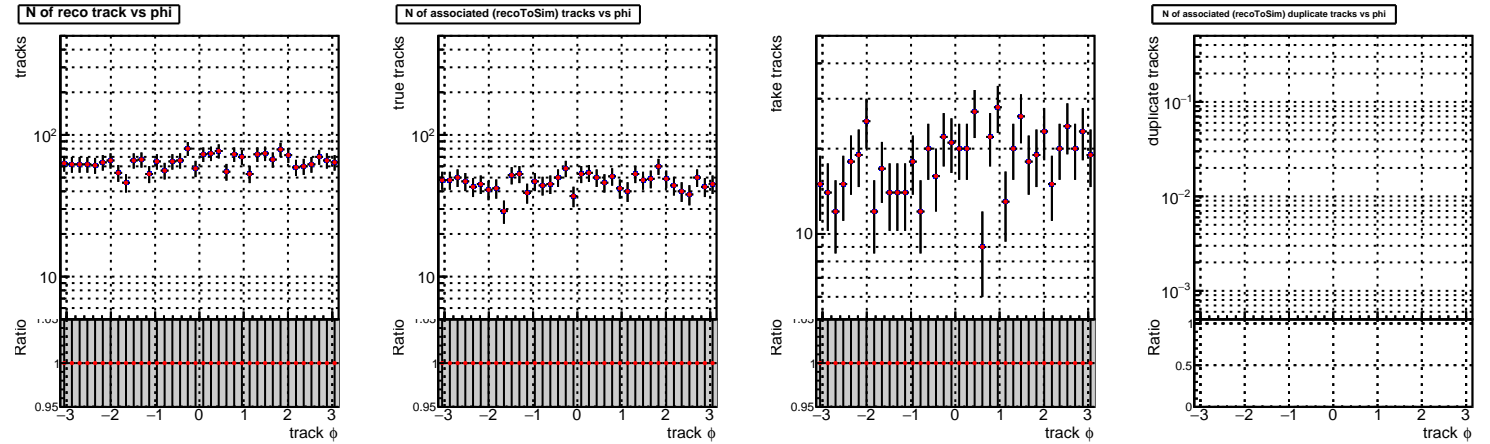 N of reco track vs phi
tracks
10²
10
Ratio
1
0.95
−3 −2 −1 0 1 2 3
track ϕ
N of associated (recoToSim) tracks vs phi
true tracks
10²
10
Ratio
1
0.95
−3 −2 −1 0 1 2 3
track ϕ
fake tracks
10
Ratio
1
0.95
−3 −2 −1 0 1 2 3
track ϕ
N of associated (recoToSim) duplicate tracks vs phi
duplicate tracks
10⁻¹
10⁻²
10⁻³
Ratio
1
0.5
0
−3 −2 −1 0 1 2 3
track ϕ